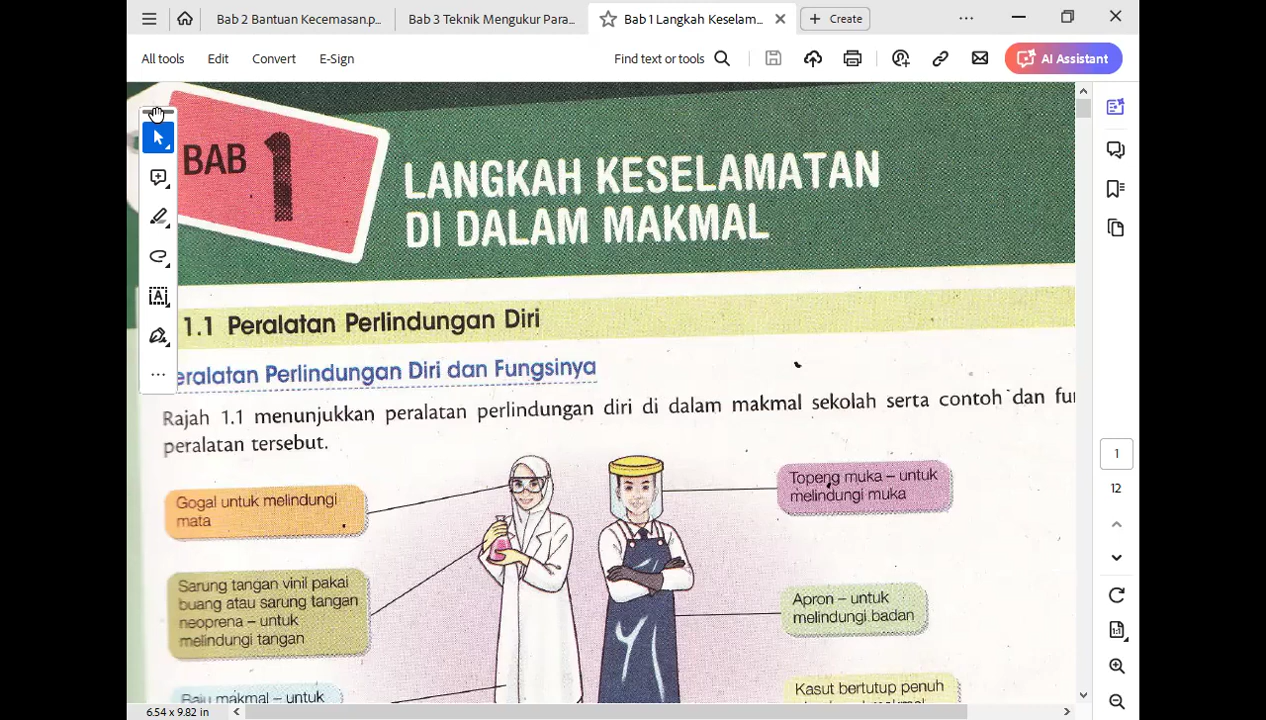 Bab 2 Bantuan Kecemasan.p...
Bab 3 Teknik Mengukur Para...
Bab 1 Langkah Keselam...
Create
All tools
Edit
Convert
E-Sign
Find text or tools
AI Assistant
BAB 1
LANGKAH KESELAMATAN
DI DALAM MAKMAL
1.1 Peralatan Perlindungan Diri
eralatan Perlindungan Diri dan Fungsinya
Rajah 1.1 menunjukkan peralatan perlindungan diri di dalam makmal sekolah serta contoh dan fu
peralatan tersebut.
Gogal untuk melindungi
mata
Topeng muka – untuk
melindungi muka
Sarung tangan vinil pakai
buang atau sarung tangan
neoprena – untuk
melindungi tangan
Apron – untuk
melindungi badan
Baju makmal – untuk
Kasut bertutup penuh
1
12
6.54 x 9.82 in